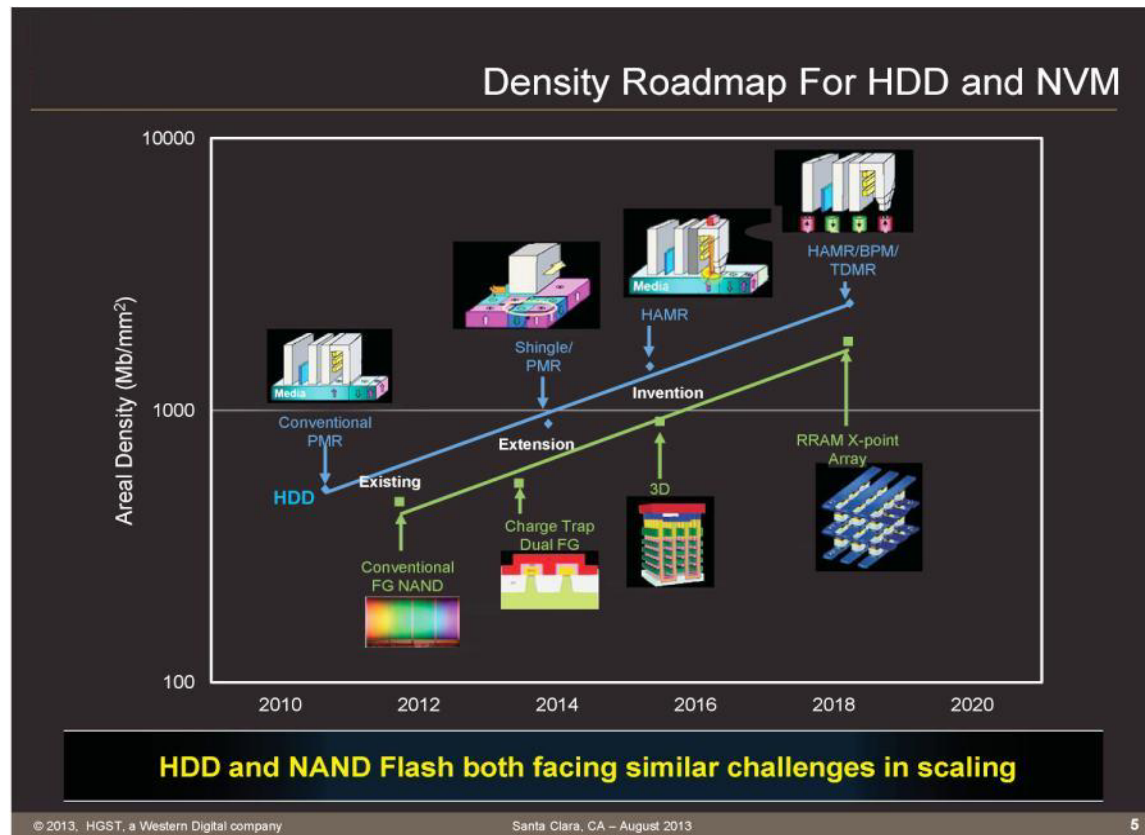 Density Roadmap For HDD and NVM
10000
1000
100
Areal Density (Mb/mm²)
Media
Conventional
PMR
HDD
Existing
Conventional
FG NAND
Shingle/
PMR
Extension
Charge Trap
Dual FG
Media
HAMR
Invention
3D
HAMR/BPM/
TDMR
RRAM X-point
Array
2010
2012
2014
2016
2018
2020
HDD and NAND Flash both facing similar challenges in scaling
© 2013, HGST, a Western Digital company
Santa Clara, CA – August 2013
5